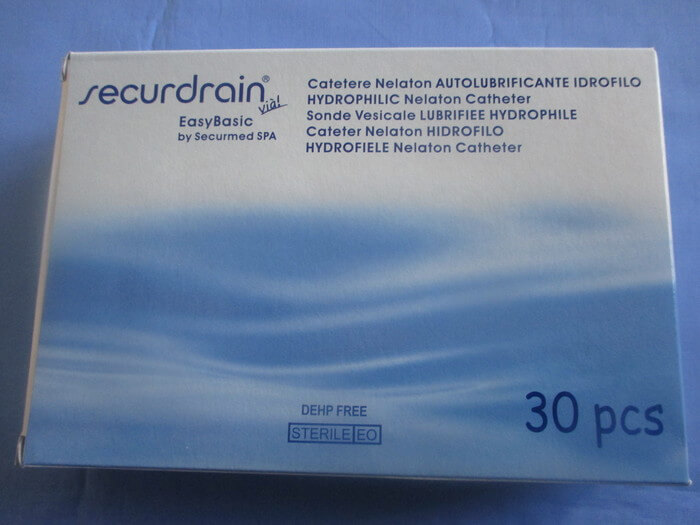 securdrain®
vial
EasyBasic
by Securmed SPA
Catetere Nelaton AUTOLUBRIFICANTE IDROFILO
HYDROPHILIC Nelaton Catheter
Sonde Vesicale LUBRIFIEE HYDROPHILE
Cateter Nelaton HIDROFILO
HYDROFIELE Nelaton Catheter
DEHP FREE
STERILE EO
30 pcs